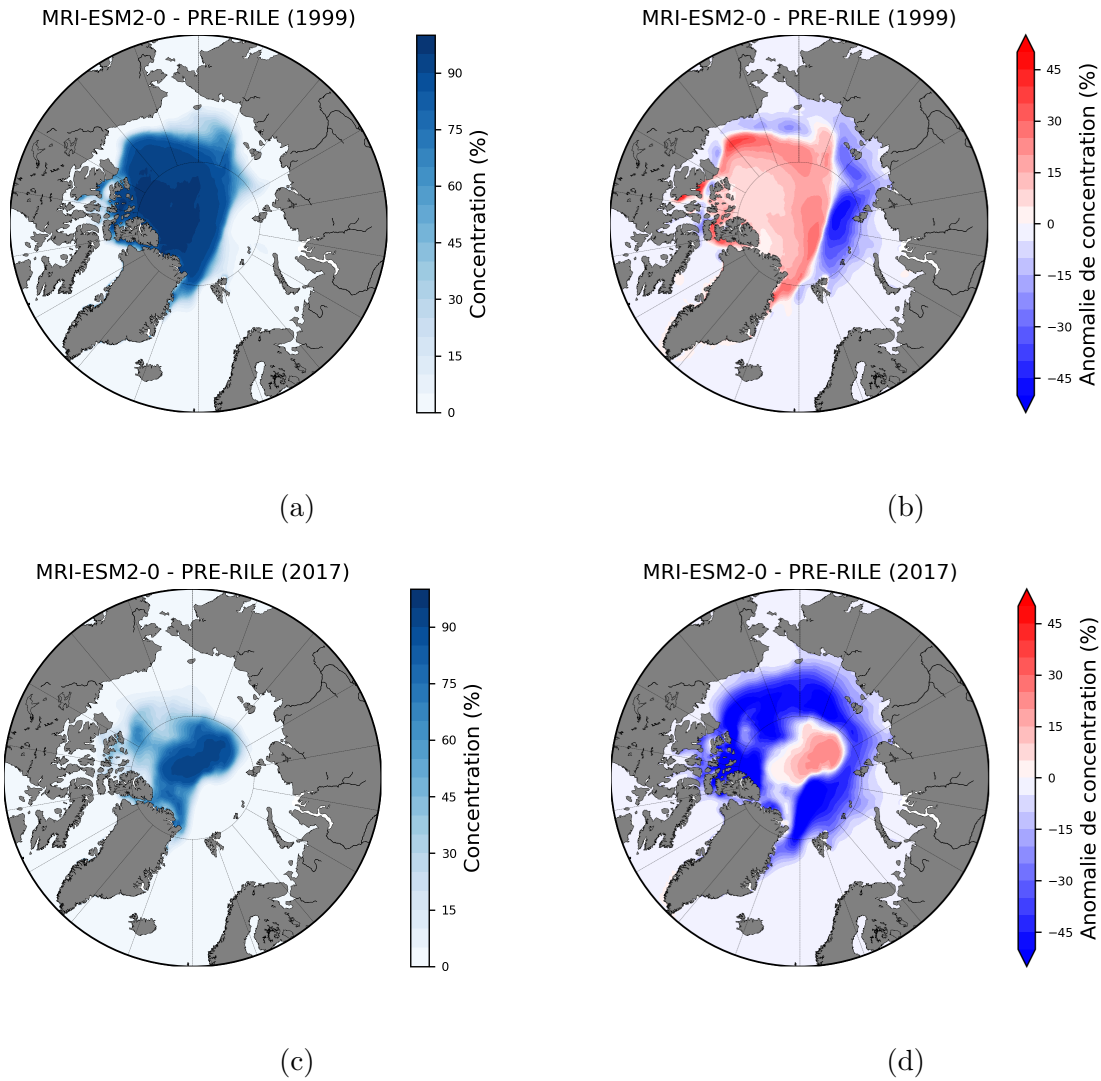 MRI-ESM2-0 - PRE-RILE (1999)
90
75
60
45
30
15
0
Concentration (%)
(a)
MRI-ESM2-0 - PRE-RILE (1999)
45
30
15
0
−15
−30
−45
Anomalie de concentration (%)
(b)
MRI-ESM2-0 - PRE-RILE (2017)
90
75
60
45
30
15
0
Concentration (%)
(c)
MRI-ESM2-0 - PRE-RILE (2017)
45
30
15
0
−15
−30
−45
Anomalie de concentration (%)
(d)